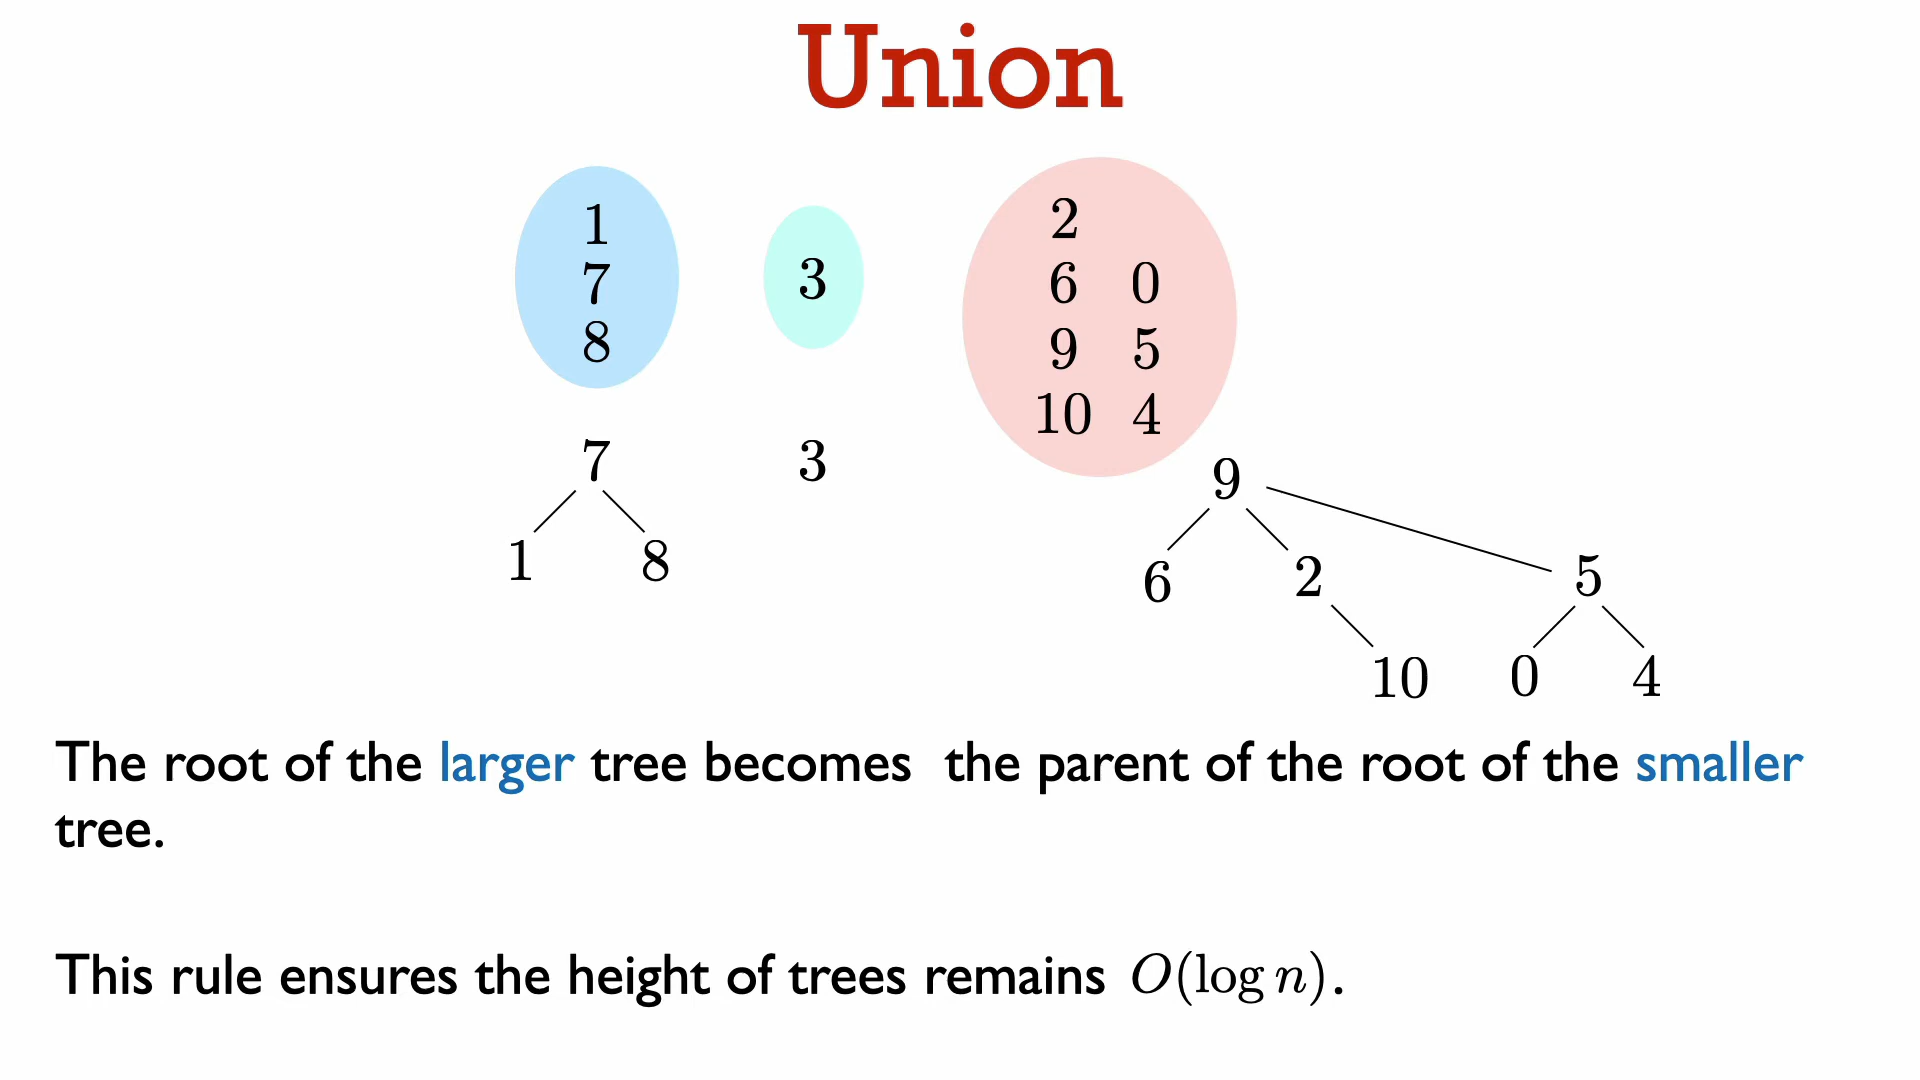 Union
1
7
8
3
2
6 0
9 5
10 4
7
1 8
3
9
6 2 5
10 0 4
The root of the larger tree becomes  the parent of the root of the smaller
tree.
This rule ensures the height of trees remains O(log n).